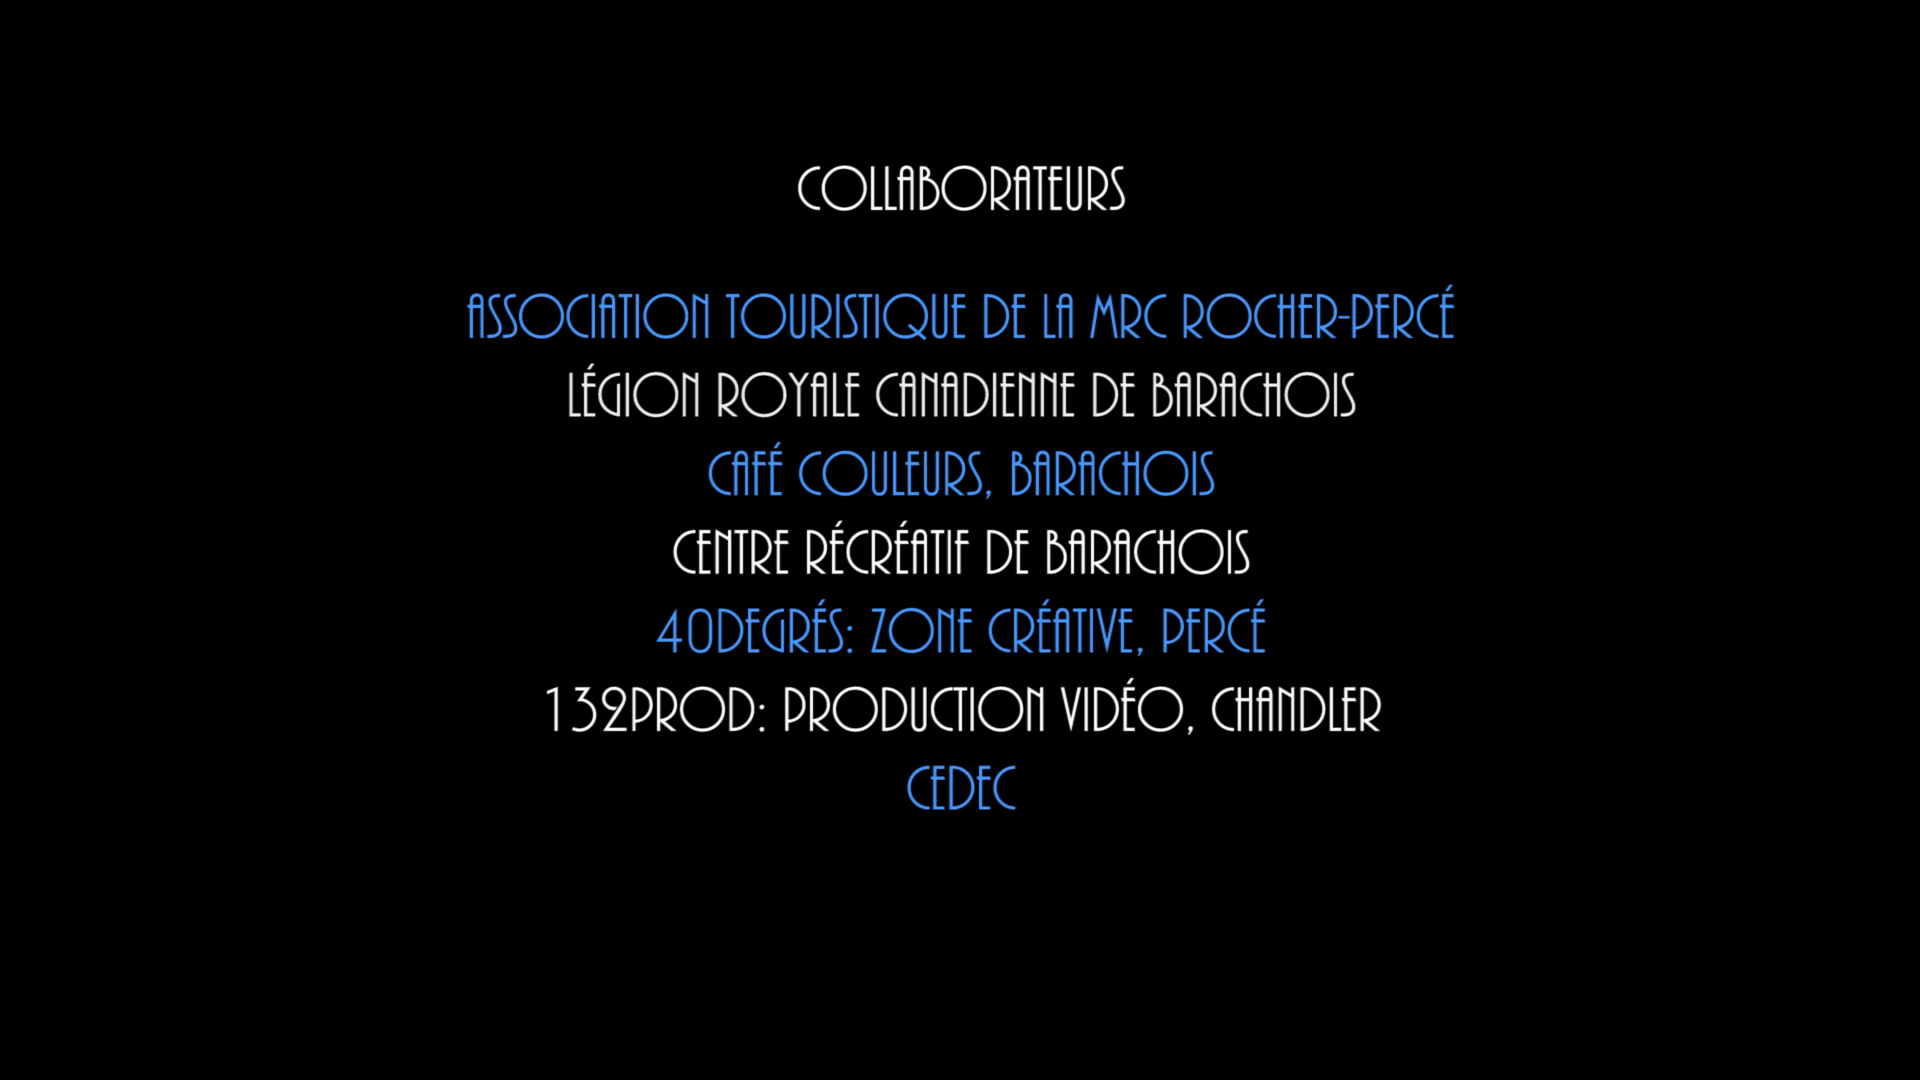 COLLABORATEURS
ASSOCIATION TOURISTIQUE DE LA MRC ROCHER-PERCÉ
LÉGION ROYALE CANADIENNE DE BARACHOIS
CAFÉ COULEURS, BARACHOIS
CENTRE RÉCRÉATIF DE BARACHOIS
40DEGRÉS: ZONE CRÉATIVE, PERCÉ
132PROD: PRODUCTION VIDÉO, CHANDLER
CEDEC